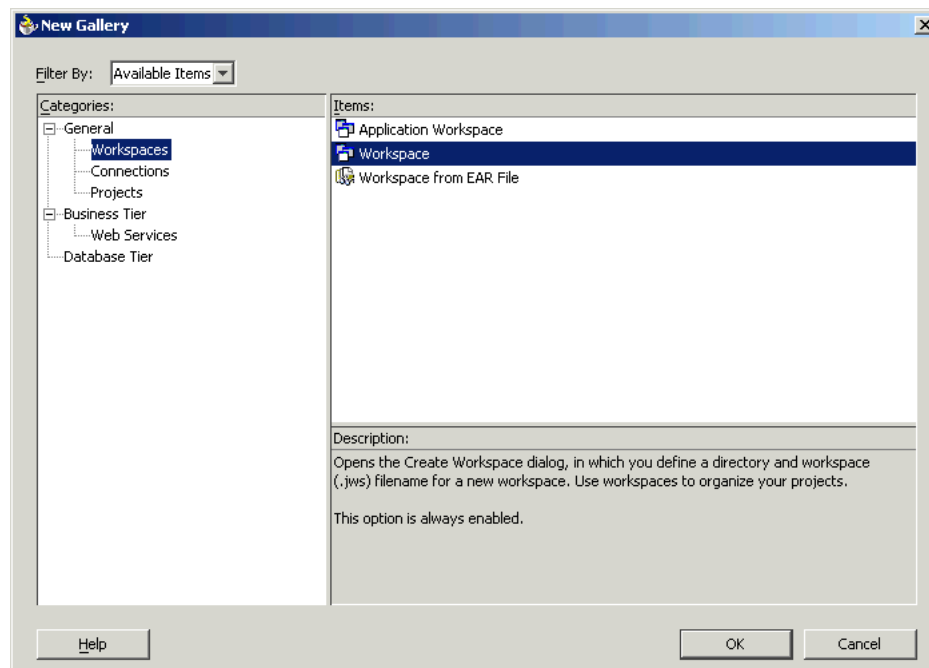 New Gallery
Filter By: Available Items
Categories:
General
Workspaces
Connections
Projects
Business Tier
Web Services
Database Tier
Items:
Application Workspace
Workspace
Workspace from EAR File
Description:
Opens the Create Workspace dialog, in which you define a directory and workspace
(.jws) filename for a new workspace. Use workspaces to organize your projects.
This option is always enabled.
Help
OK
Cancel